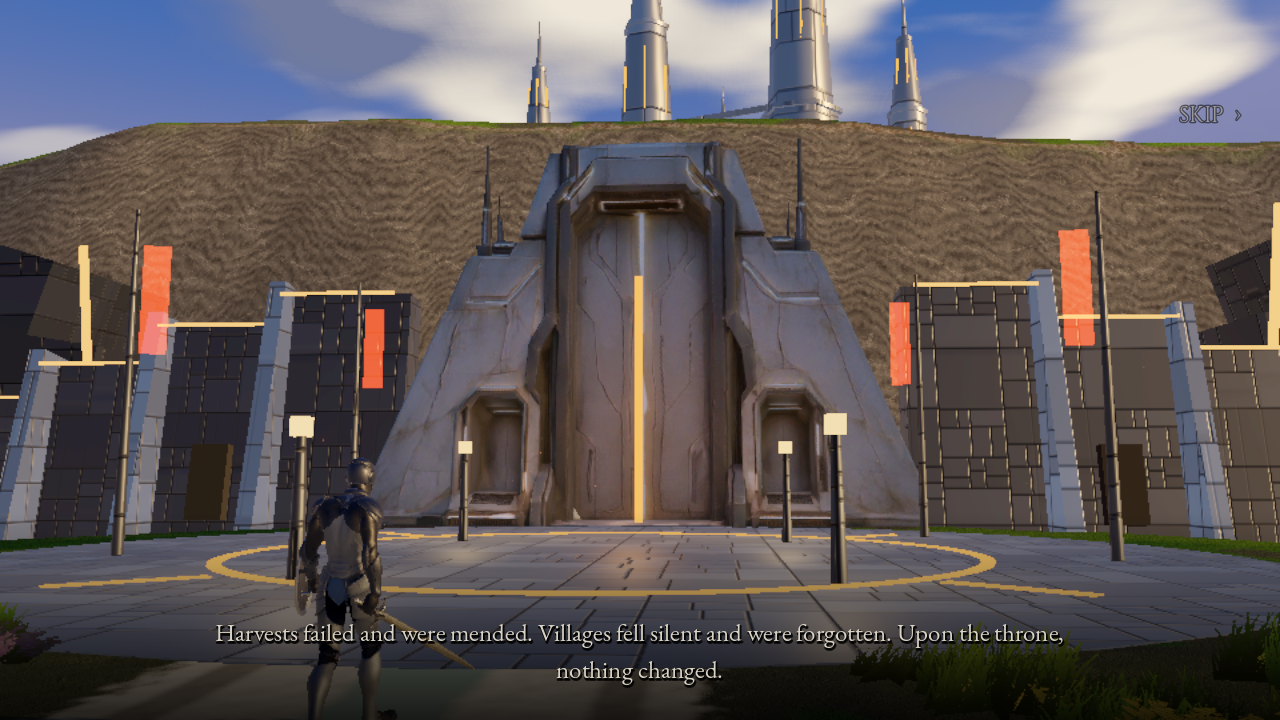 SKIP ›
Harvests failed and were mended. Villages fell silent and were forgotten. Upon the throne,
nothing changed.